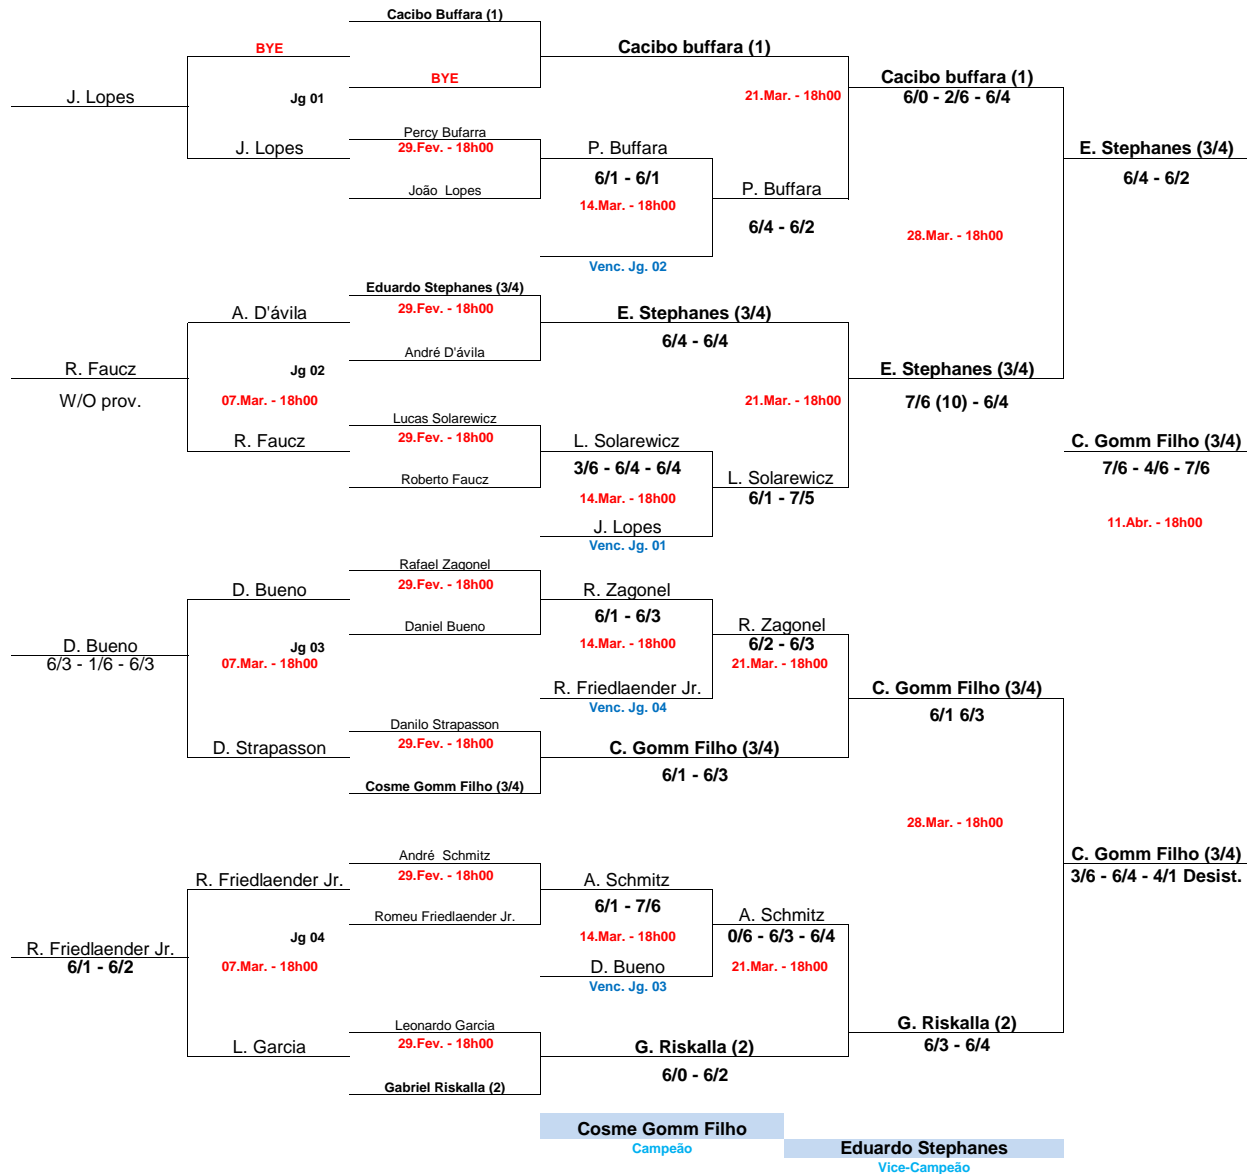 Cacibo Buffara (1)
BYE
Cacibo buffara (1)
BYE
Cacibo buffara (1)
J. Lopes
Jg 01
21.Mar. - 18h00
6/0 - 2/6 - 6/4
Percy Bufarra
J. Lopes
29.Fev. - 18h00
P. Buffara
E. Stephanes (3/4)
João Lopes
6/1 - 6/1
P. Buffara
6/4 - 6/2
14.Mar. - 18h00
6/4 - 6/2
28.Mar. - 18h00
Venc. Jg. 02
Eduardo Stephanes (3/4)
A. D'ávila
29.Fev. - 18h00
E. Stephanes (3/4)
6/4 - 6/4
André D'ávila
R. Faucz
Jg 02
E. Stephanes (3/4)
W/O prov.
07.Mar. - 18h00
21.Mar. - 18h00
7/6 (10) - 6/4
Lucas Solarewicz
R. Faucz
29.Fev. - 18h00
L. Solarewicz
C. Gomm Filho (3/4)
3/6 - 6/4 - 6/4
7/6 - 4/6 - 7/6
Roberto Faucz
L. Solarewicz
14.Mar. - 18h00
6/1 - 7/5
J. Lopes
11.Abr. - 18h00
Venc. Jg. 01
Rafael Zagonel
D. Bueno
29.Fev. - 18h00
R. Zagonel
6/1 - 6/3
Daniel Bueno
R. Zagonel
D. Bueno
Jg 03
14.Mar. - 18h00
6/2 - 6/3
6/3 - 1/6 - 6/3
07.Mar. - 18h00
21.Mar. - 18h00
R. Friedlaender Jr.
C. Gomm Filho (3/4)
Venc. Jg. 04
6/1 6/3
Danilo Strapasson
D. Strapasson
29.Fev. - 18h00
C. Gomm Filho (3/4)
6/1 - 6/3
Cosme Gomm Filho (3/4)
28.Mar. - 18h00
André Schmitz
C. Gomm Filho (3/4)
R. Friedlaender Jr.
29.Fev. - 18h00
A. Schmitz
3/6 - 6/4 - 4/1 Desist.
6/1 - 7/6
Romeu Friedlaender Jr.
A. Schmitz
R. Friedlaender Jr.
Jg 04
14.Mar. - 18h00
0/6 - 6/3 - 6/4
6/1 - 6/2
07.Mar. - 18h00
D. Bueno
21.Mar. - 18h00
Venc. Jg. 03
Leonardo Garcia
G. Riskalla (2)
L. Garcia
29.Fev. - 18h00
G. Riskalla (2)
6/3 - 6/4
6/0 - 6/2
Gabriel Riskalla (2)
Cosme Gomm Filho
Campeão
Eduardo Stephanes
Vice-Campeão